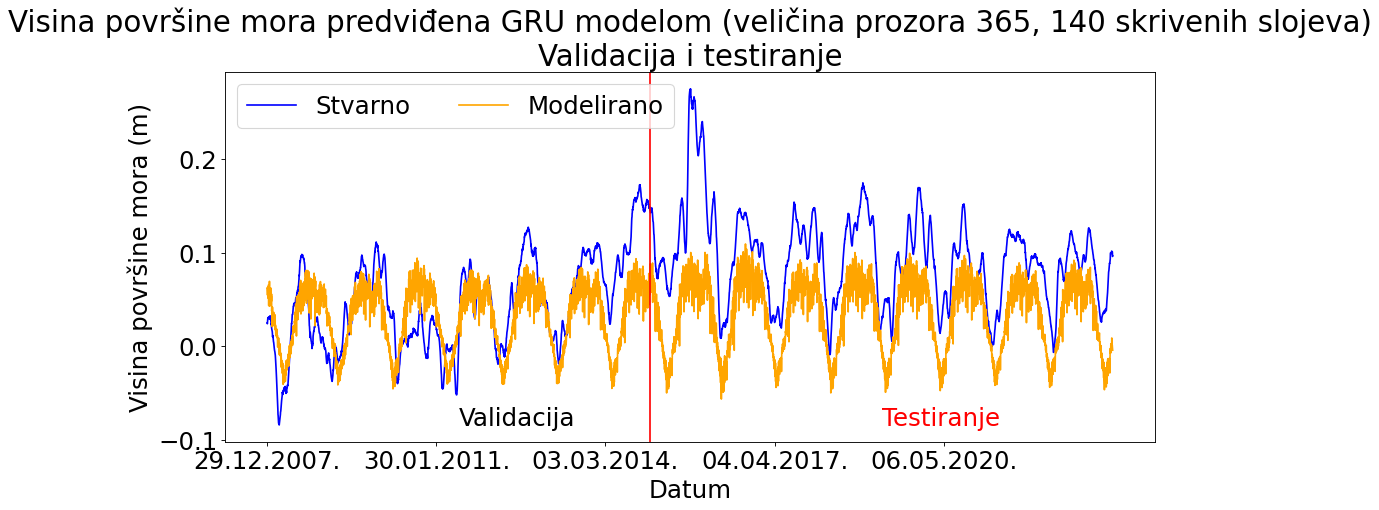 Visina površine mora predviđena GRU modelom (veličina prozora 365, 140 skrivenih slojeva)
Validacija i testiranje
Stvarno
Modelirano
Visina površine mora (m)
0.2
0.1
0.0
−0.1
Validacija
Testiranje
29.12.2007.
30.01.2011.
03.03.2014.
04.04.2017.
06.05.2020.
Datum